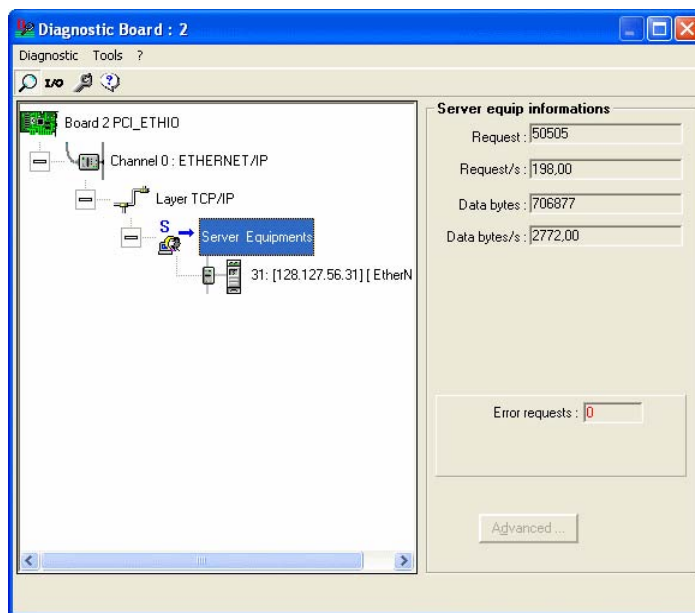 Diagnostic Board : 2
Diagnostic Tools ?
I/O
Board 2 PCI_ETHIO
Channel 0 : ETHERNET/IP
Layer TCP/IP
S
Server Equipments
31: [128.127.56.31] [ EtherN
Server equip informations
Request : 50505
Request/s : 198,00
Data bytes : 706877
Data bytes/s : 2772,00
Error requests : 0
Advanced ...